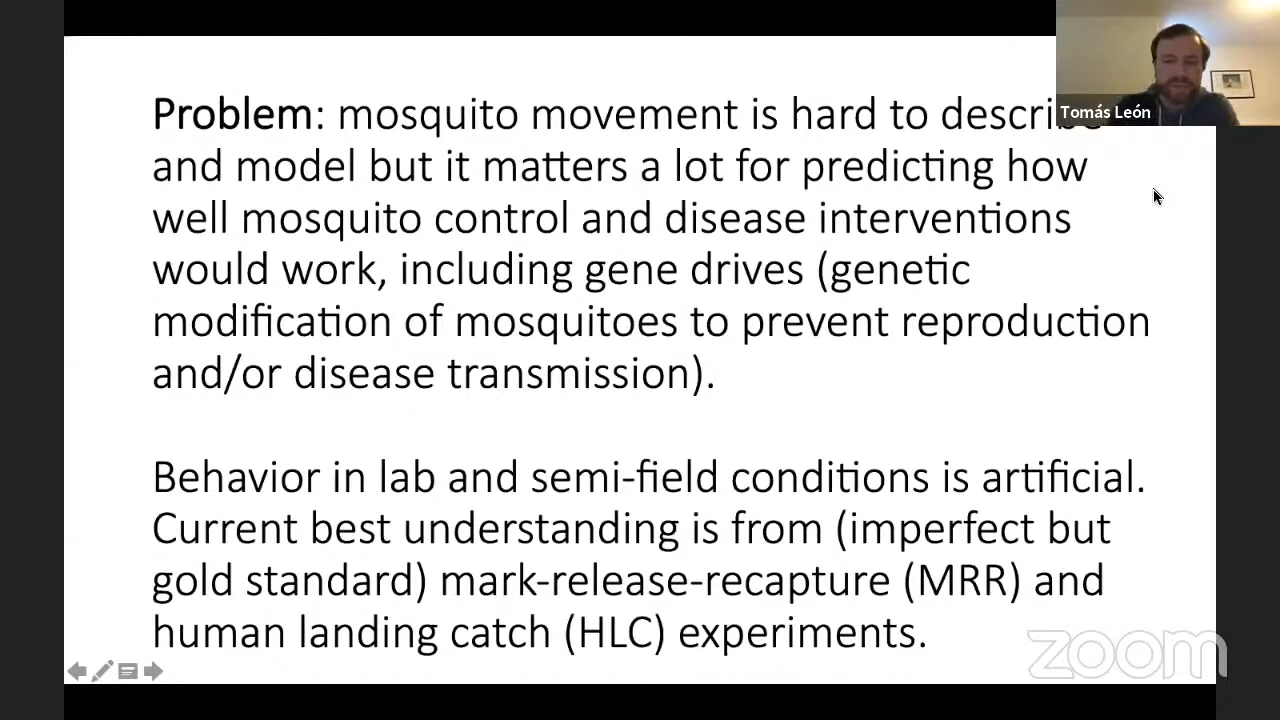 Problem: mosquito movement is hard to describe
and model but it matters a lot for predicting how
well mosquito control and disease interventions
would work, including gene drives (genetic
modification of mosquitoes to prevent reproduction
and/or disease transmission).
Behavior in lab and semi-field conditions is artificial.
Current best understanding is from (imperfect but
gold standard) mark-release-recapture (MRR) and
human landing catch (HLC) experiments.
Tomás León
zoom